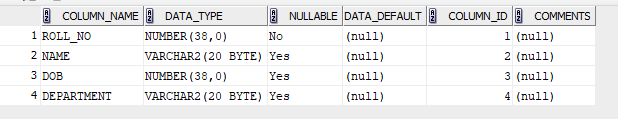 COLUMN_NAME DATA_TYPE NULLABLE DATA_DEFAULT COLUMN_ID COMMENTS
1 ROLL_NO NUMBER(38,0) No (null) 1 (null)
2 NAME VARCHAR2(20 BYTE) Yes (null) 2 (null)
3 DOB NUMBER(38,0) Yes (null) 3 (null)
4 DEPARTMENT VARCHAR2(20 BYTE) Yes (null) 4 (null)